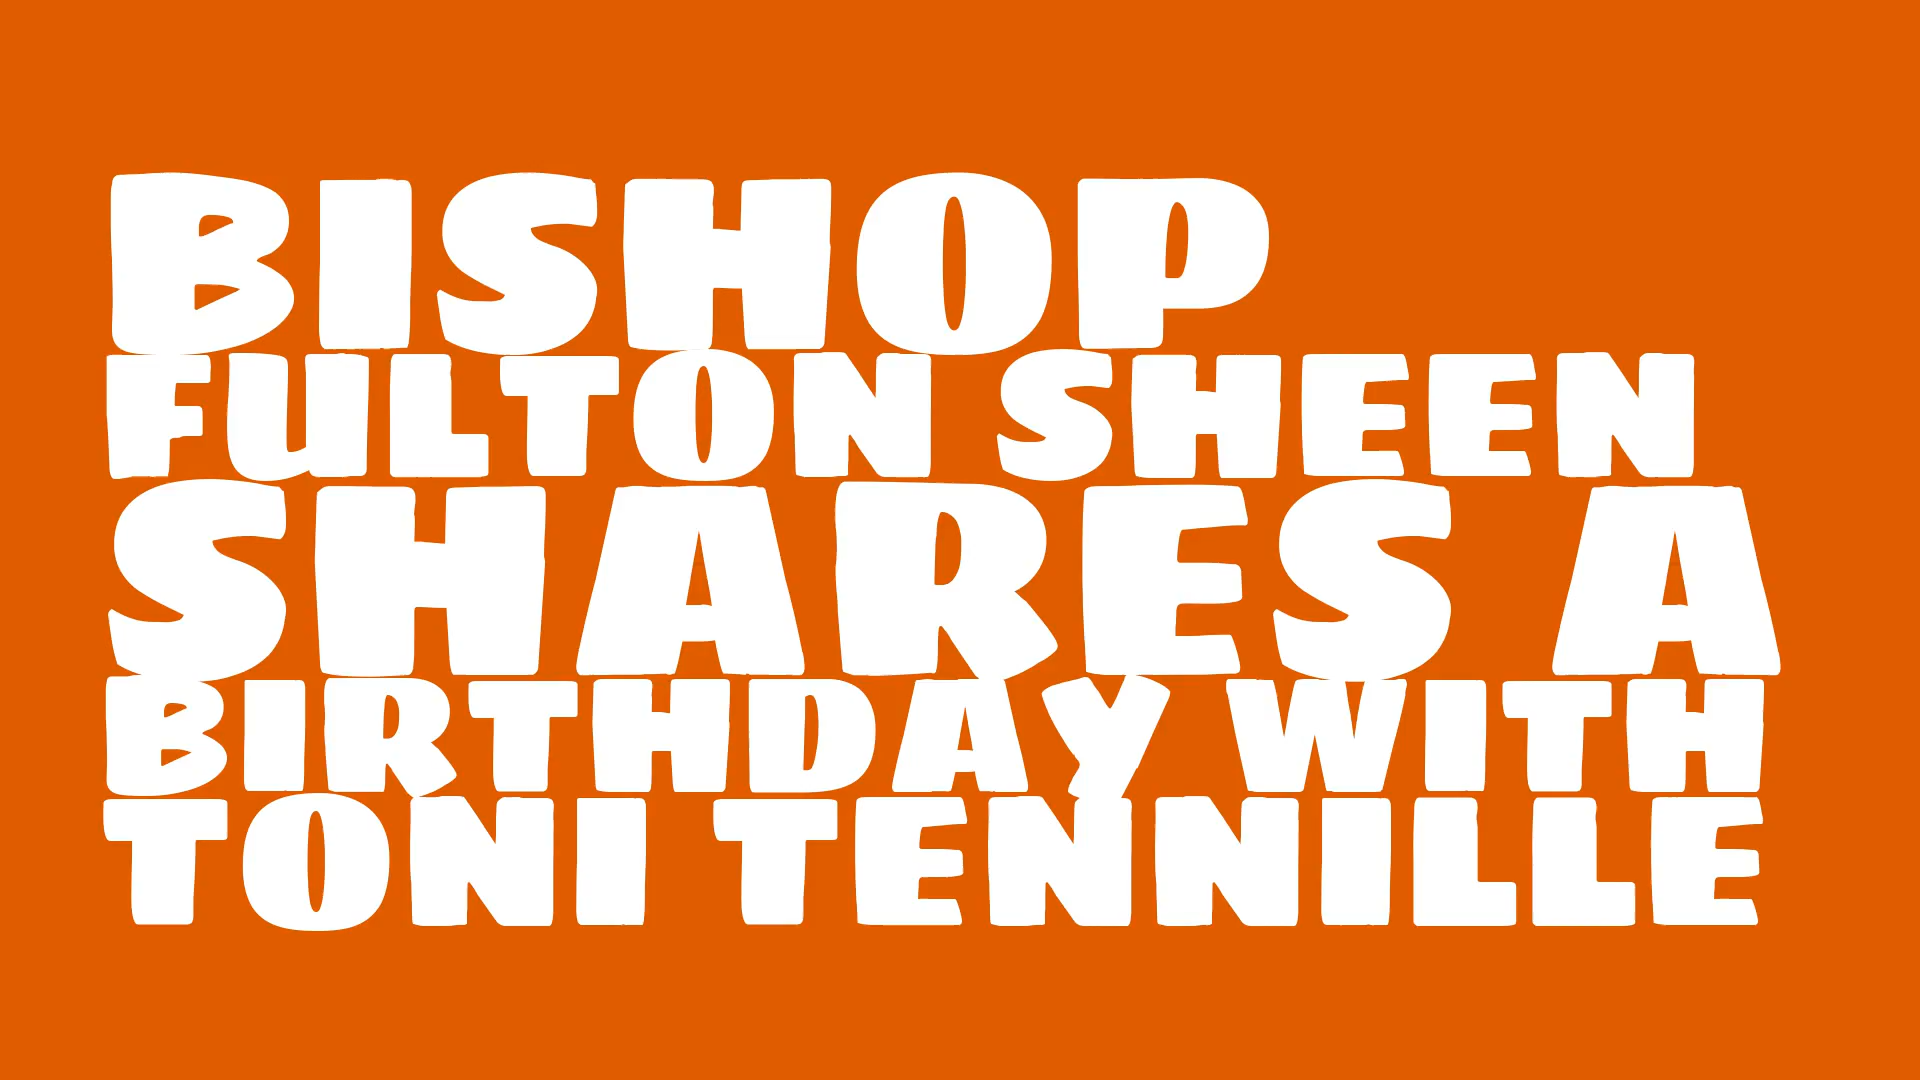 BISHOP
FULTON SHEEN
SHARES A
BIRTHDAY WITH
TONI TENNILLE